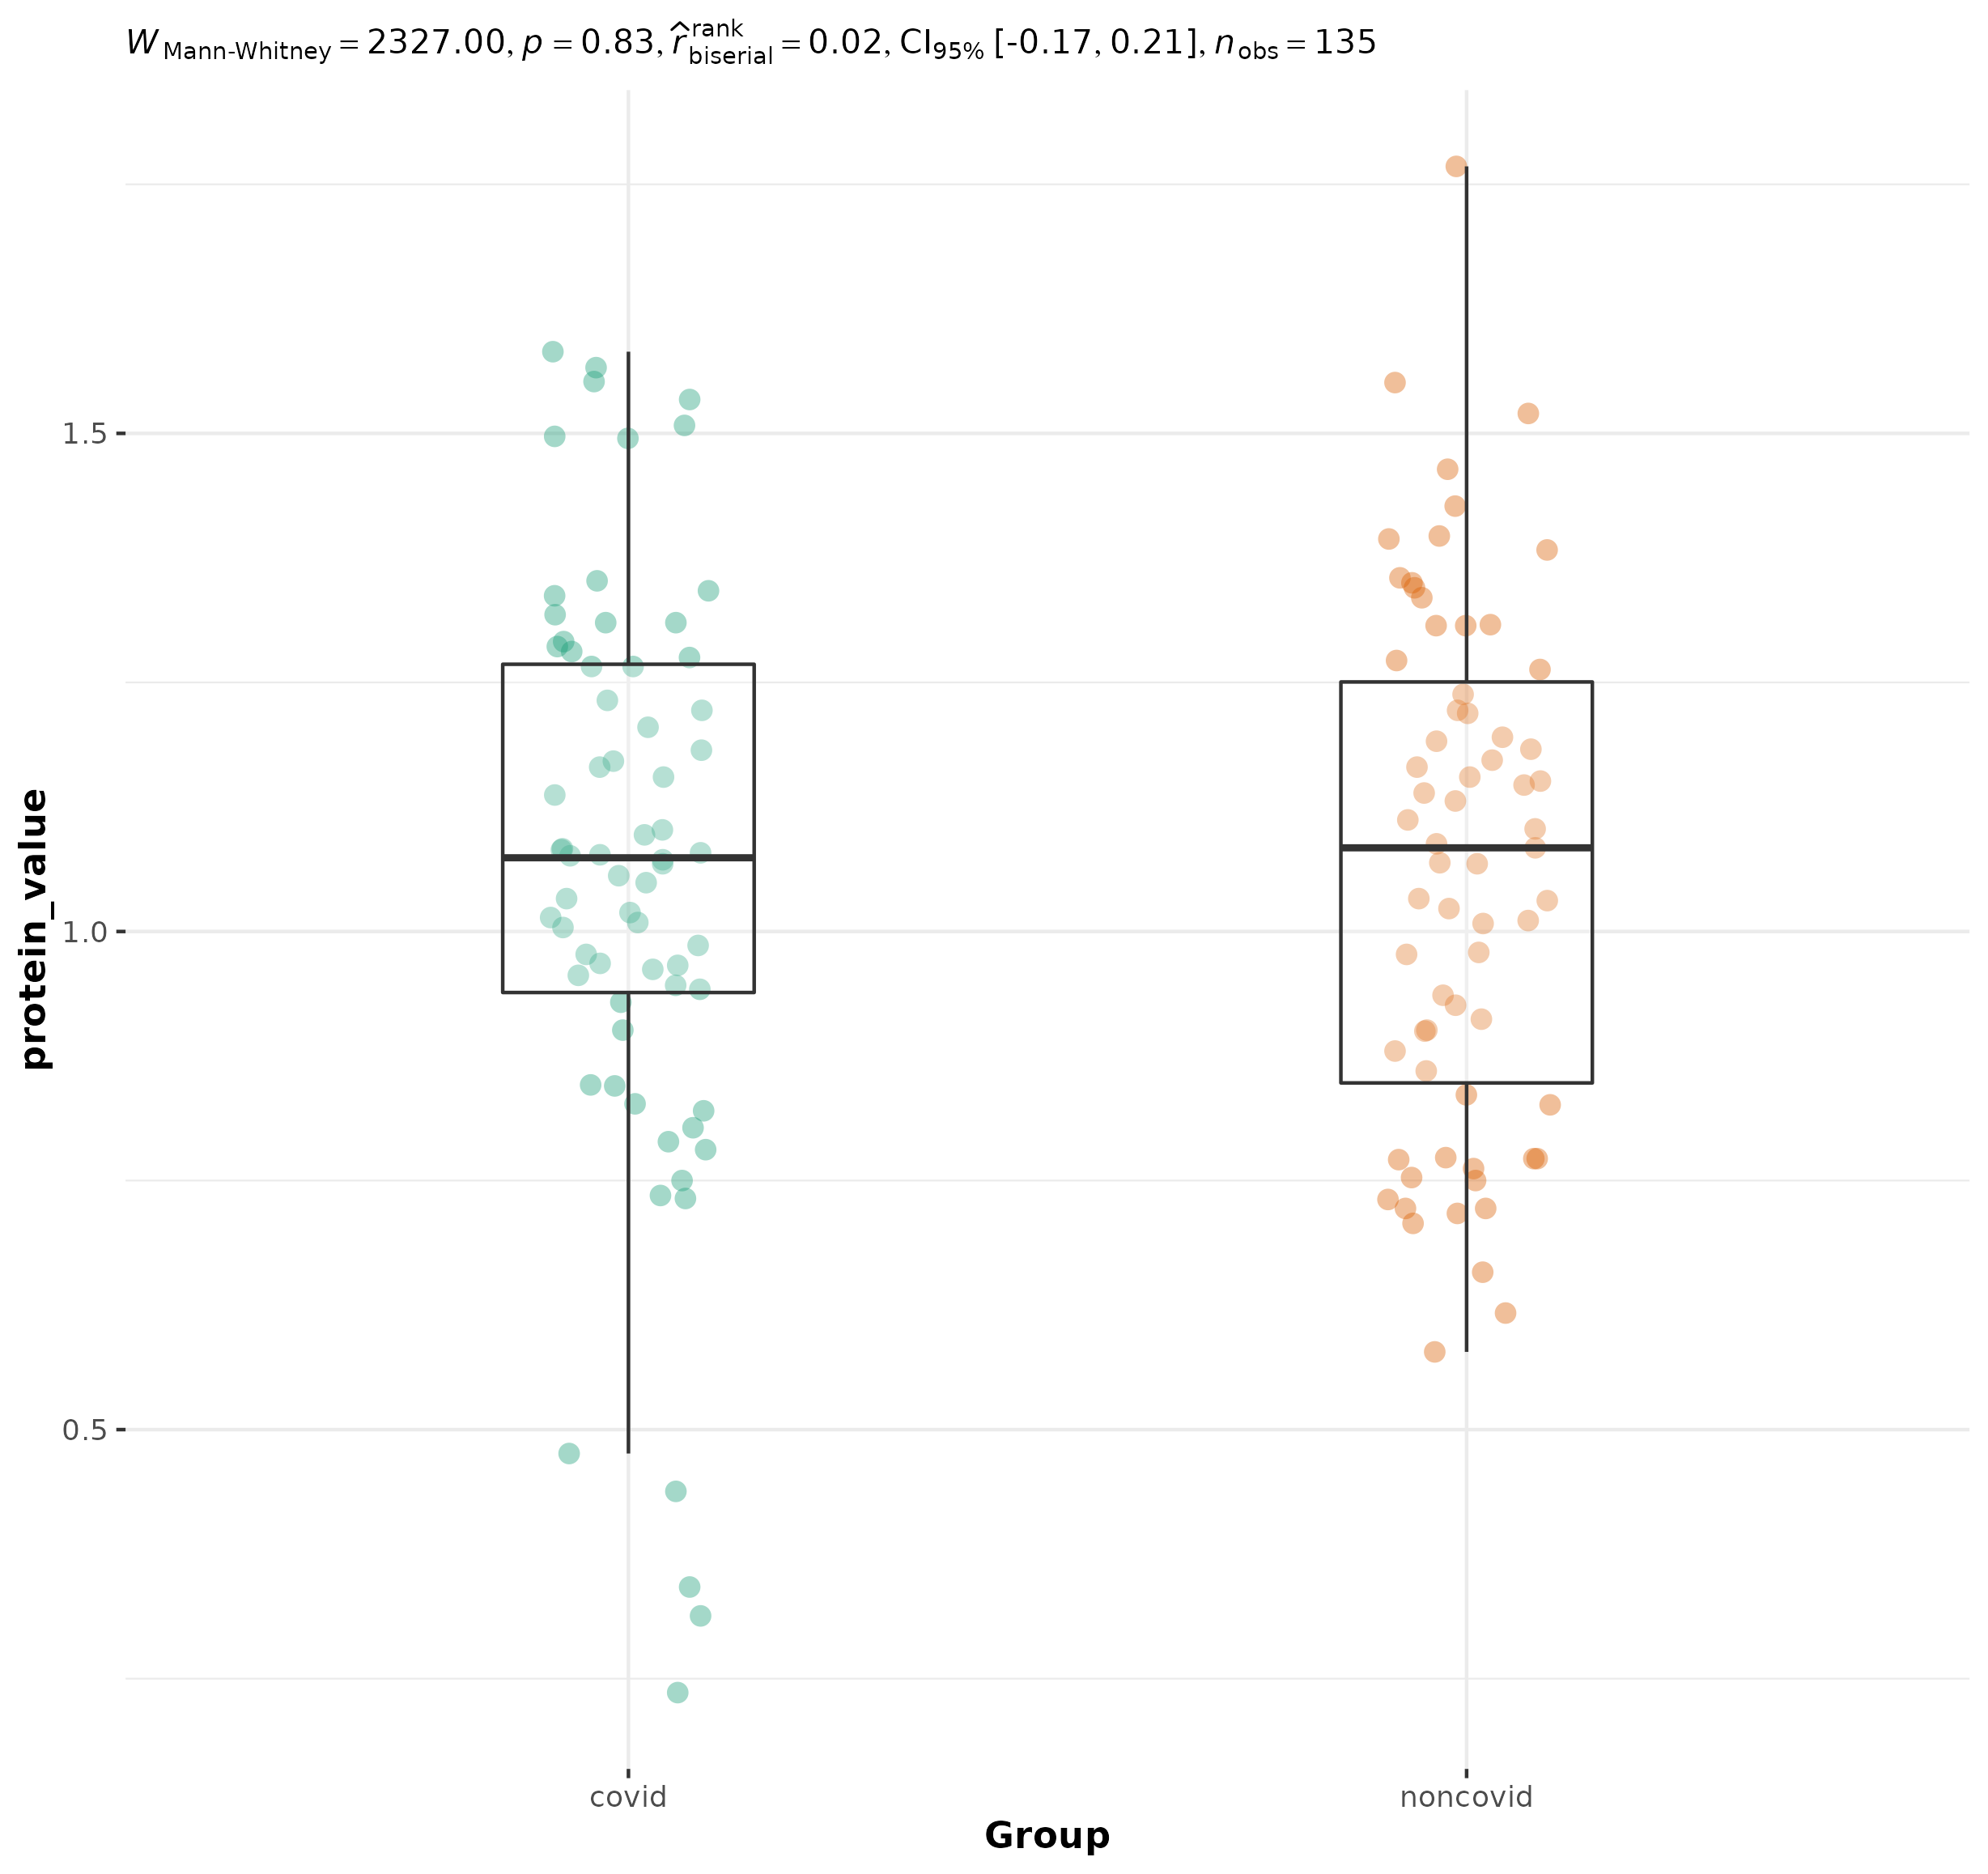 W Mann-Whitney = 2327.00, p = 0.83, r̂ rank biserial = 0.02, CI95% [-0.17, 0.21], nobs = 135
protein_value
1.5
1.0
0.5
covid noncovid
Group